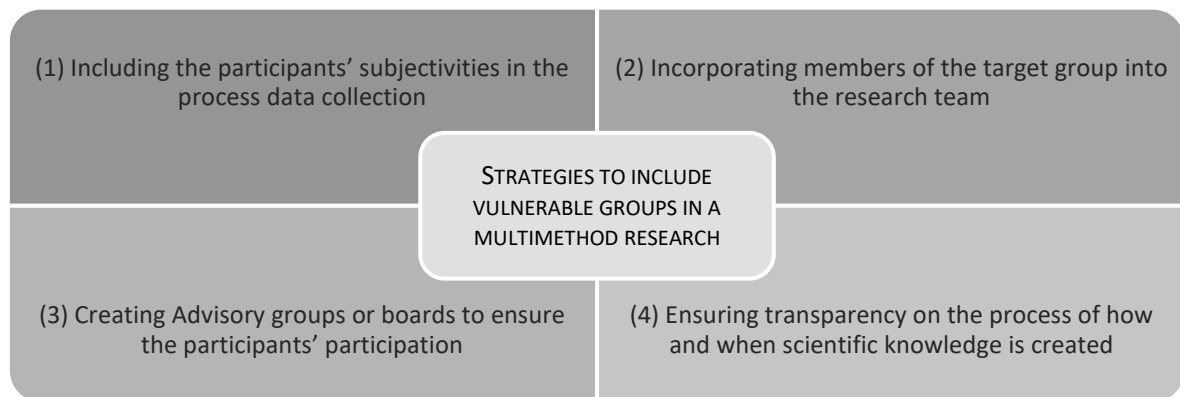 (1) Including the participants’ subjectivities in the
process data collection
(2) Incorporating members of the target group into
the research team
STRATEGIES TO INCLUDE
VULNERABLE GROUPS IN A
MULTIMETHOD RESEARCH
(3) Creating Advisory groups or boards to ensure
the participants’ participation
(4) Ensuring transparency on the process of how
and when scientific knowledge is created